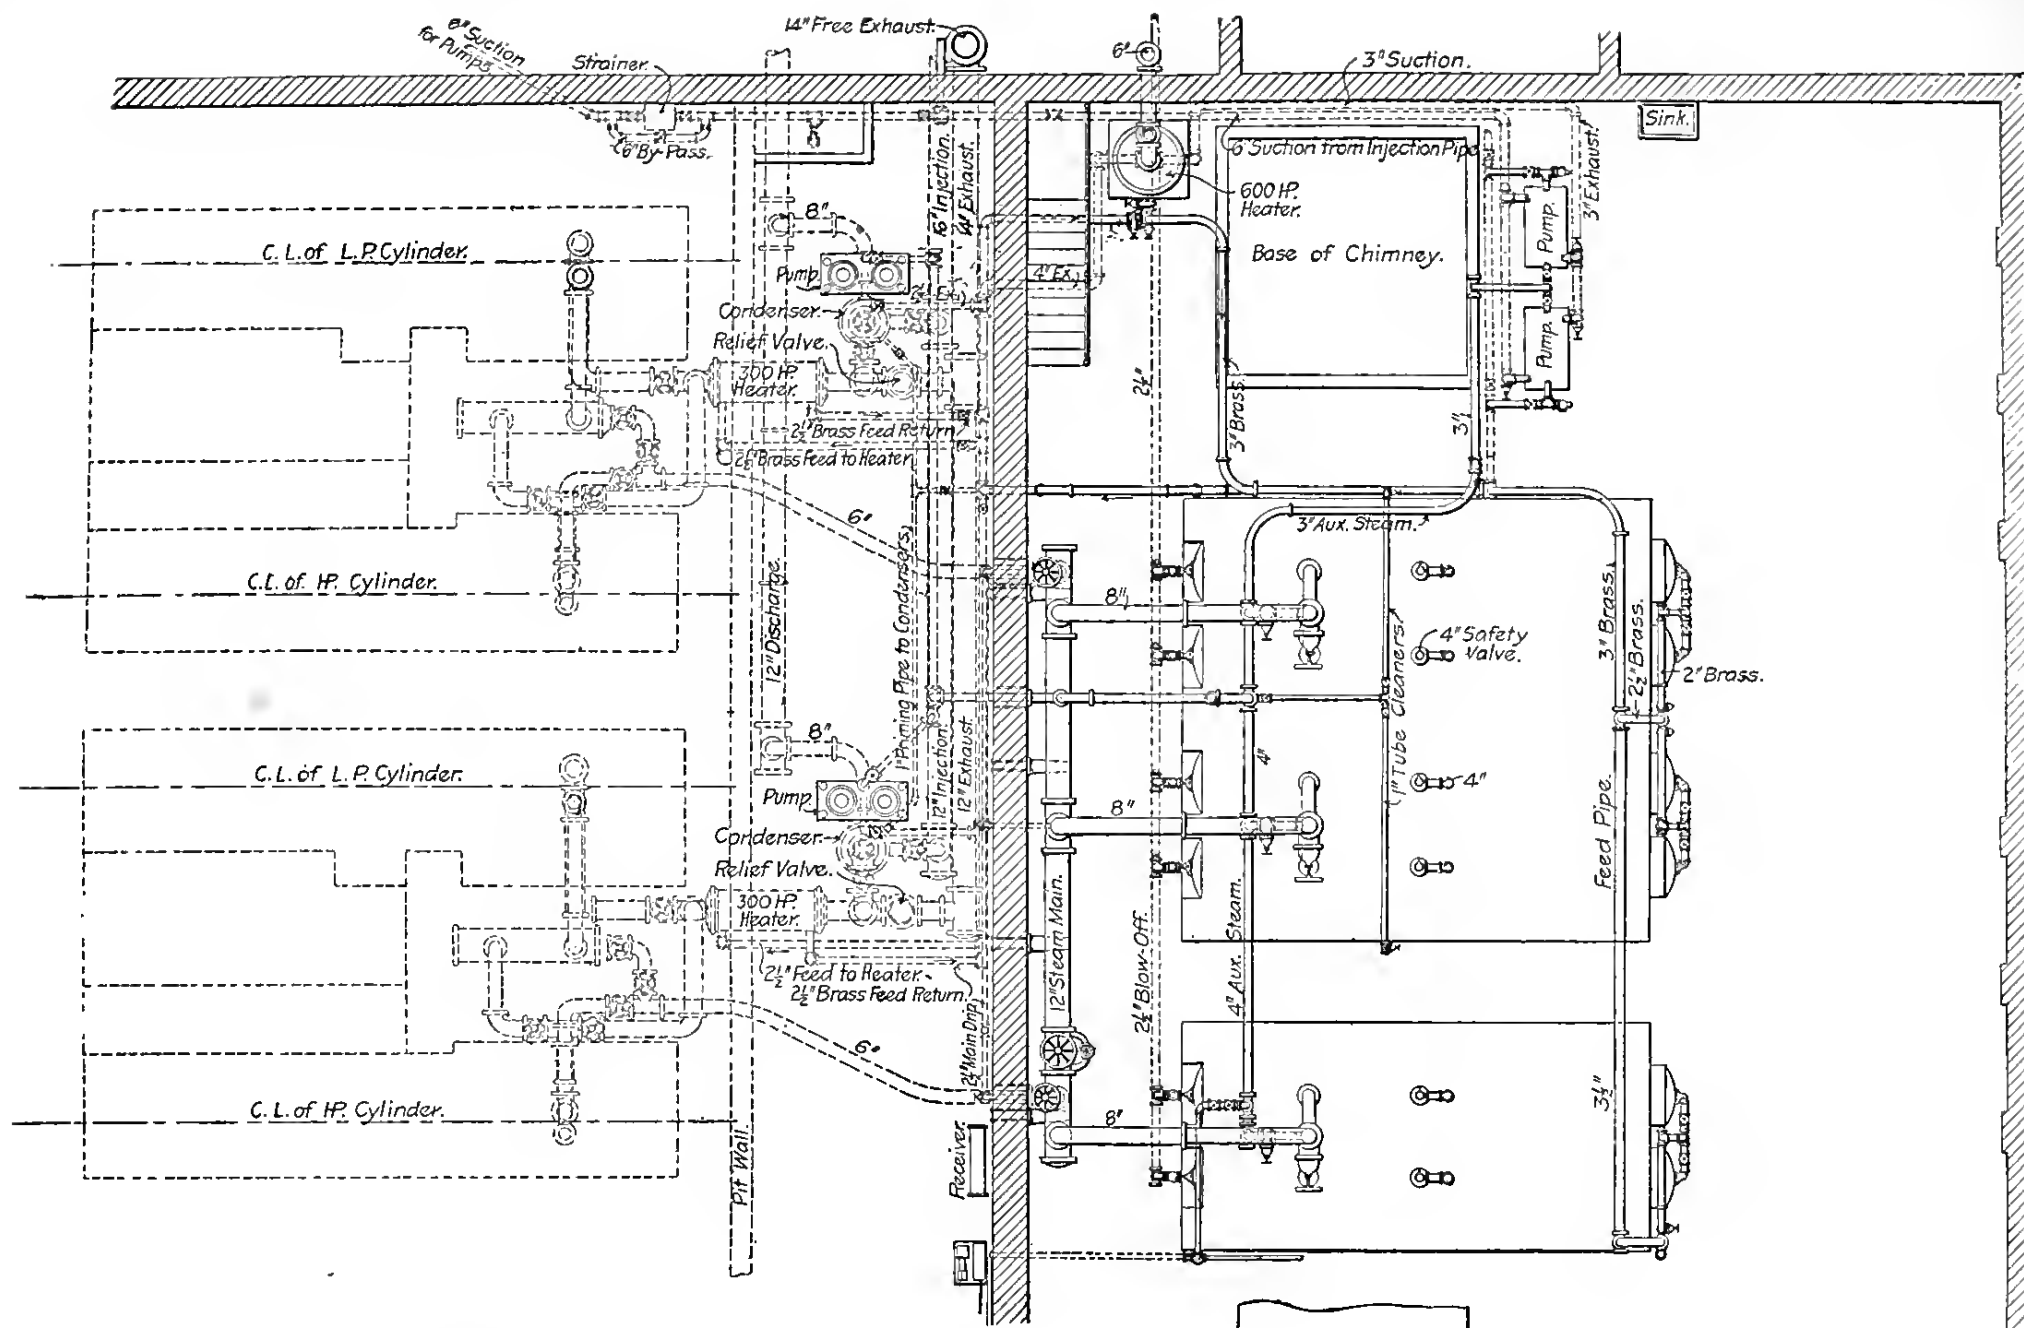 8" Suction
for Pumps
Strainer.
14" Free Exhaust.
6"
3" Suction.
Sink.
6" By-Pass.
6" Suction from Injection Pipe
3" Exhaust.
16" Injection.
14" Exhaust.
600 HP.
Heater.
8"
C.L. of L.P. Cylinder.
Base of Chimney.
Pump.
Pump.
Pump.
4" Ex.
Condenser.
Relief Valve.
300 HP.
Heater.
2½"
3" Brass.
3"
2½" Brass Feed Return
2½" Brass Feed to Heater
6"
3" Aux. Steam.
C.L. of HP. Cylinder.
12" Discharge.
1" Priming Pipe to Condensers.
8"
1" Tube Cleaners.
4" Safety
Valve.
3" Brass.
2½" Brass.
2" Brass.
8"
C.L. of L.P. Cylinder.
Pump.
12" Injection
12" Exhaust.
4"
4"
8"
Condenser.
Relief Valve.
300 HP.
Heater.
Feed Pipe.
12" Steam Main.
2½" Blow-Off.
4" Aux. Steam.
2½" Feed to Heater.
2½" Brass Feed Return.
2½" Main Drip.
6"
C.L. of HP. Cylinder.
8"
3½"
Pit Wall.
Receiver.